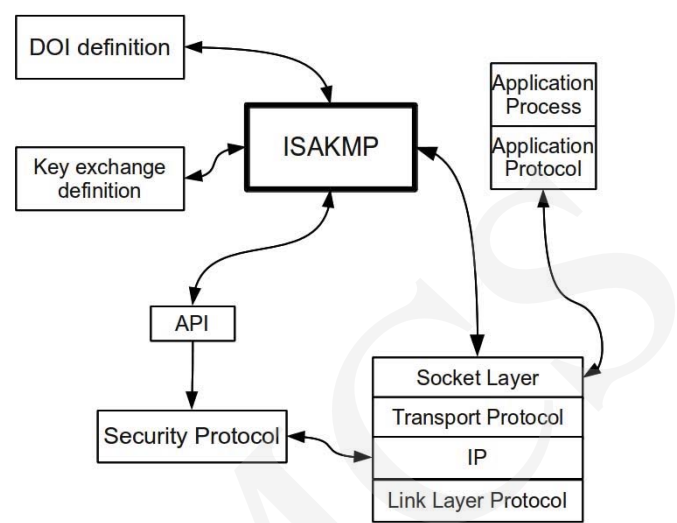 DOI definition
ISAKMP
Application
Process
Application
Protocol
Key exchange
definition
API
Socket Layer
Transport Protocol
Security Protocol
IP
Link Layer Protocol